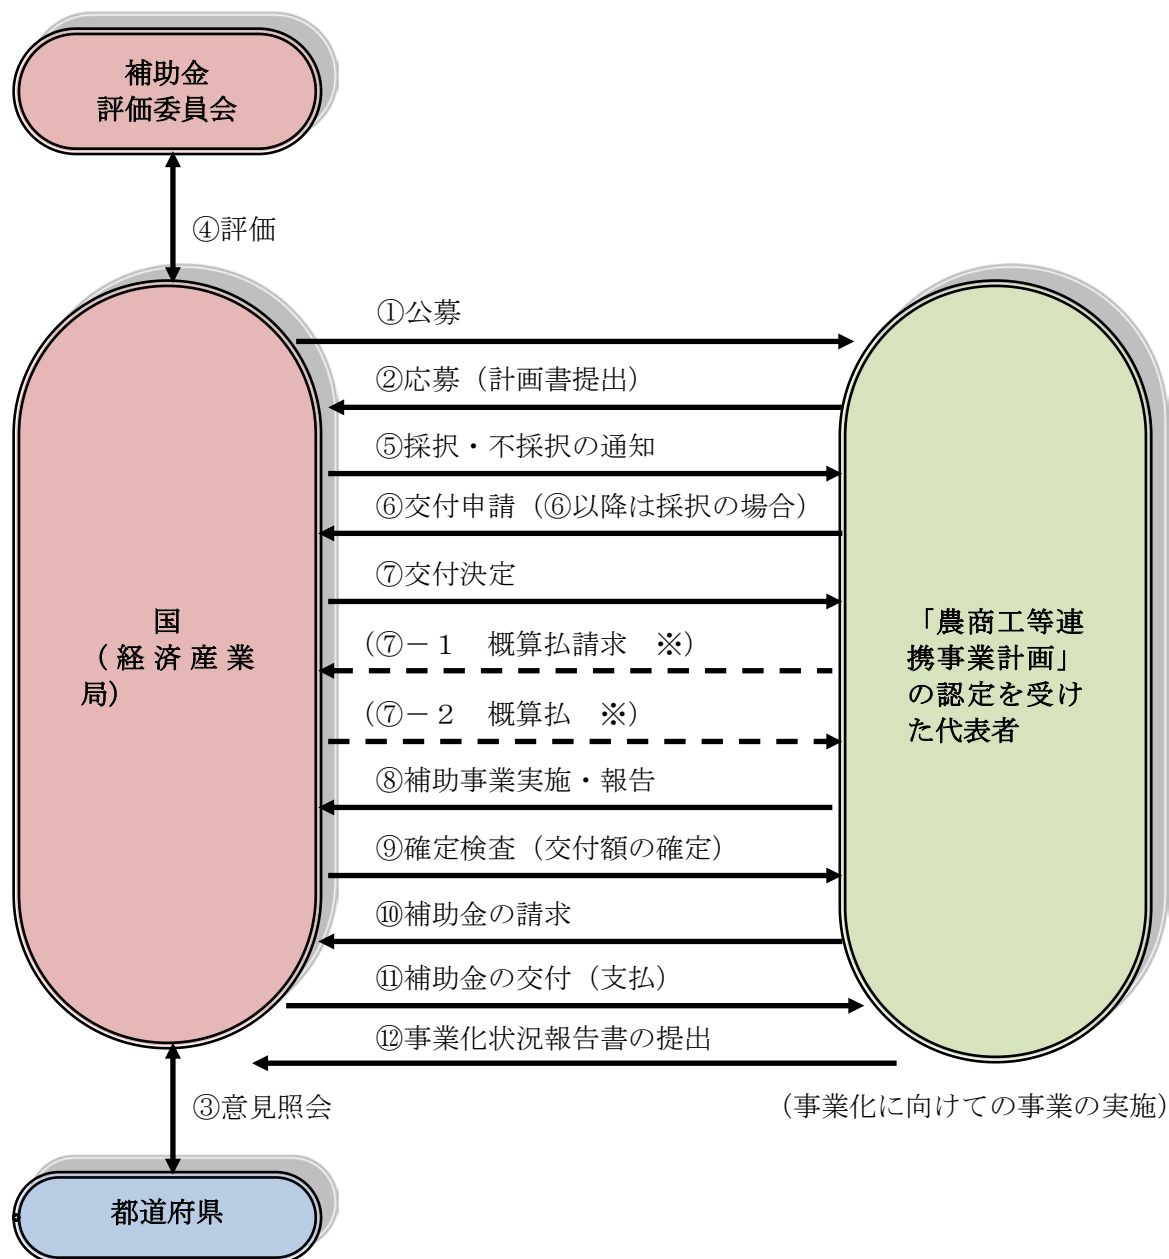 補助金
評価委員会
④評価
①公募
②応募（計画書提出）
⑤採択・不採択の通知
⑥交付申請（⑥以降は採択の場合）
⑦交付決定
（⑦－１　概算払請求　※）
（⑦－２　概算払　※）
⑧補助事業実施・報告
⑨確定検査（交付額の確定）
⑩補助金の請求
⑪補助金の交付（支払）
⑫事業化状況報告書の提出
国
（経済産業
局）
「農商工等連
携事業計画」
の認定を受け
た代表者
③意見照会
（事業化に向けての事業の実施）
都道府県